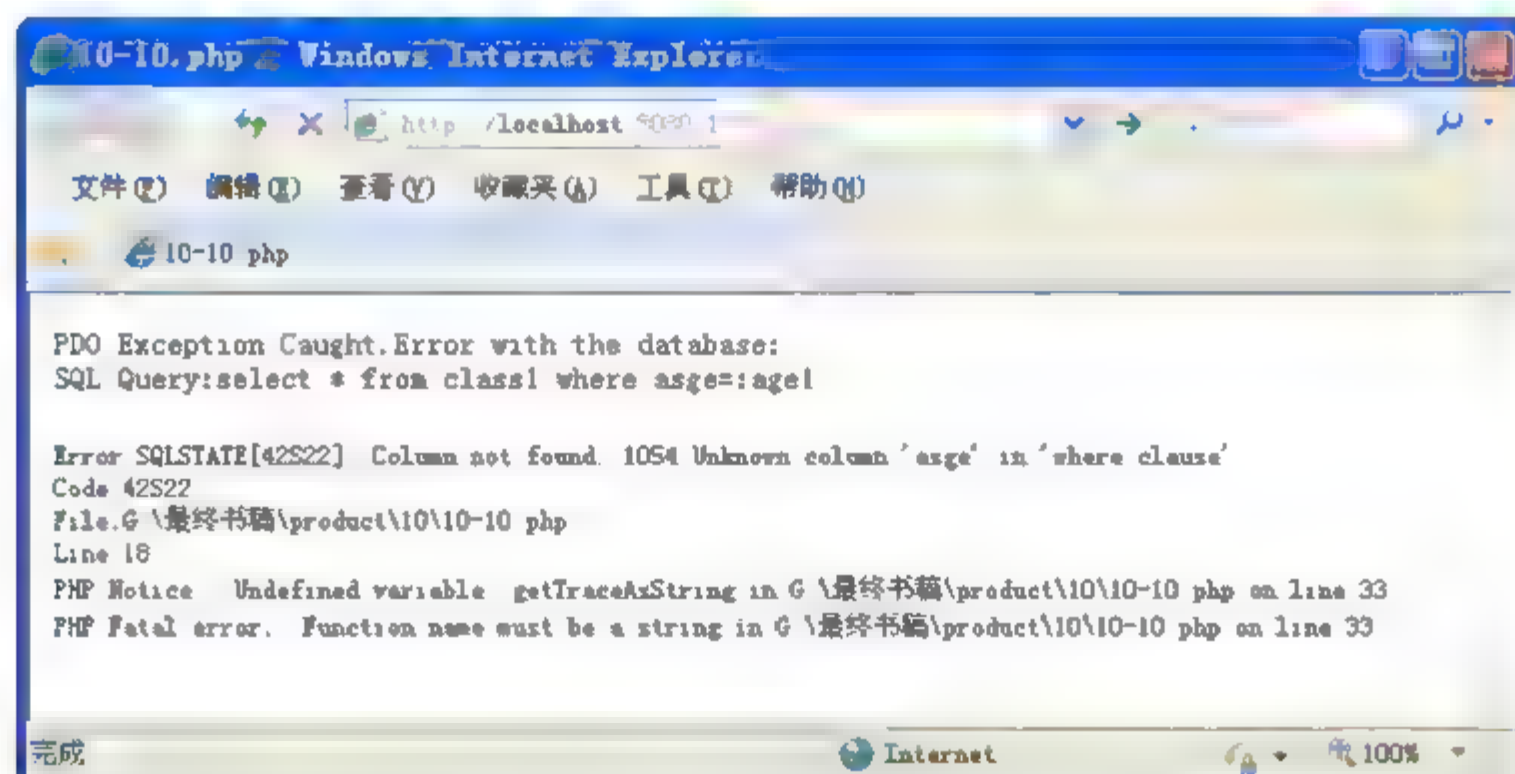 10-10.php - Windows Internet Explorer
http /localhost
文件(F) 编辑(E) 查看(V) 收藏夹(A) 工具(T) 帮助(H)
10-10 php
PDO Exception Caught.Error with the database:
SQL Query:select * from class1 where asge=:age1
Error SQLSTATE[42S22] Column not found. 1054 Unknown column 'asge' in 'where clause'
Code 42S22
File.G \最终书稿\product\10\10-10 php
Line 18
PHP Notice Undefined variable getTraceAsString in G \最终书稿\product\10\10-10 php on line 33
PHP Fatal error. Function name must be a string in G \最终书稿\product\10\10-10 php on line 33
完成 Internet 100%